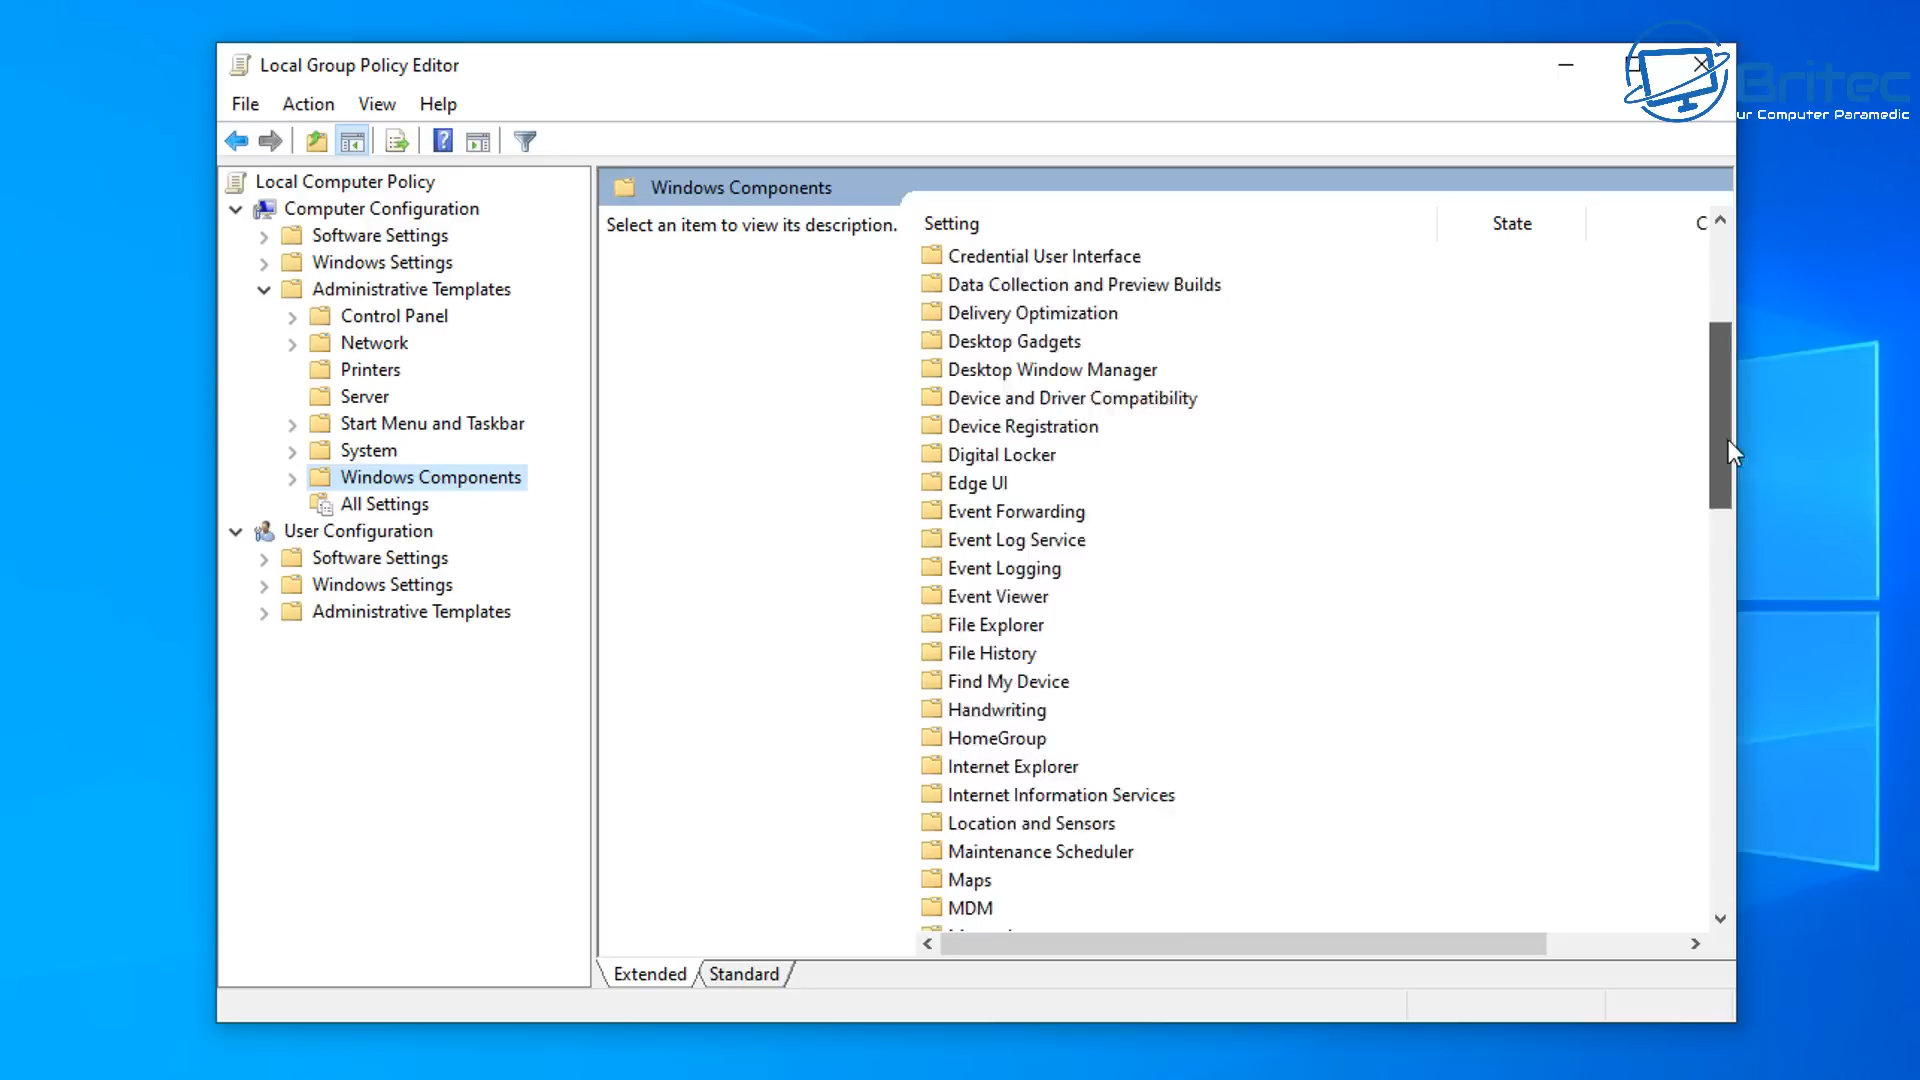 Local Group Policy Editor
File Action View Help
Britec
ur Computer Paramedic
Local Computer Policy
Computer Configuration
Software Settings
Windows Settings
Administrative Templates
Control Panel
Network
Printers
Server
Start Menu and Taskbar
System
Windows Components
All Settings
User Configuration
Software Settings
Windows Settings
Administrative Templates
Windows Components
Select an item to view its description.
Setting State C
Credential User Interface
Data Collection and Preview Builds
Delivery Optimization
Desktop Gadgets
Desktop Window Manager
Device and Driver Compatibility
Device Registration
Digital Locker
Edge UI
Event Forwarding
Event Log Service
Event Logging
Event Viewer
File Explorer
File History
Find My Device
Handwriting
HomeGroup
Internet Explorer
Internet Information Services
Location and Sensors
Maintenance Scheduler
Maps
MDM
Extended Standard